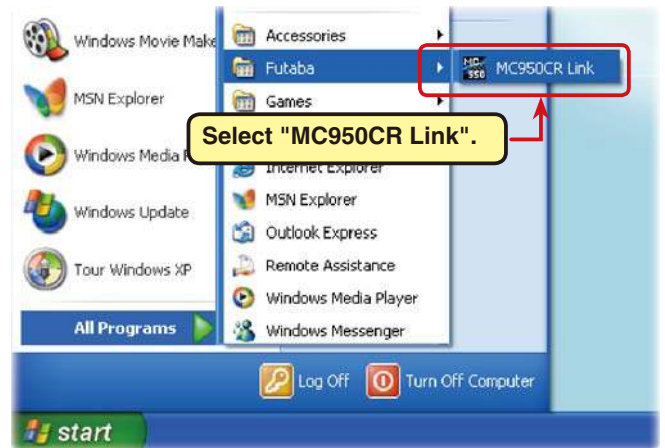 Windows Movie Make
MSN Explorer
Windows Media P
Windows Update
Tour Windows XP
All Programs
Accessories
Futaba
Games
Internet Explorer
MSN Explorer
Outlook Express
Remote Assistance
Windows Media Player
Windows Messenger
MC-
950
MC950CR Link
Select "MC950CR Link".
Log Off
Turn Off Computer
start